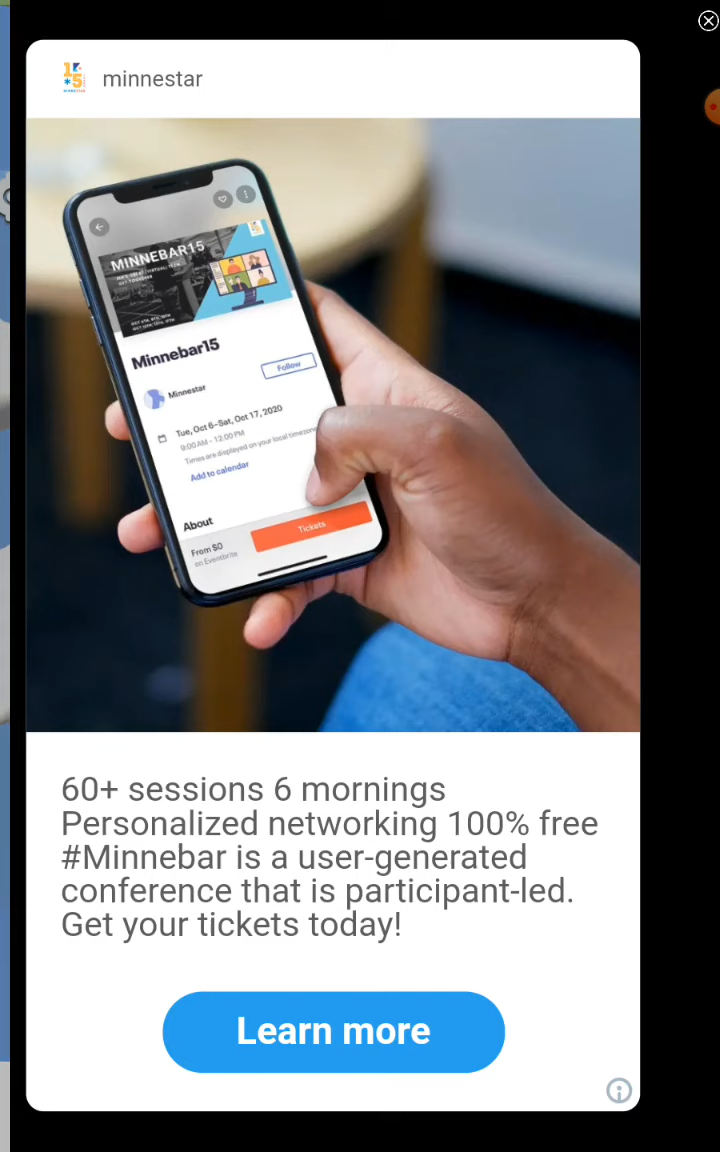 15
MINNESTAR
minnestar
MINNEBAR15
Minnebar15
Follow
Minnestar
Tue, Oct 6–Sat, Oct 17, 2020
9:00 AM - 12:00 PM
Times are displayed on your local timezone
Add to calendar
About
From $0
on Eventbrite
Tickets
60+ sessions 6 mornings
Personalized networking 100% free
#Minnebar is a user-generated
conference that is participant-led.
Get your tickets today!
Learn more